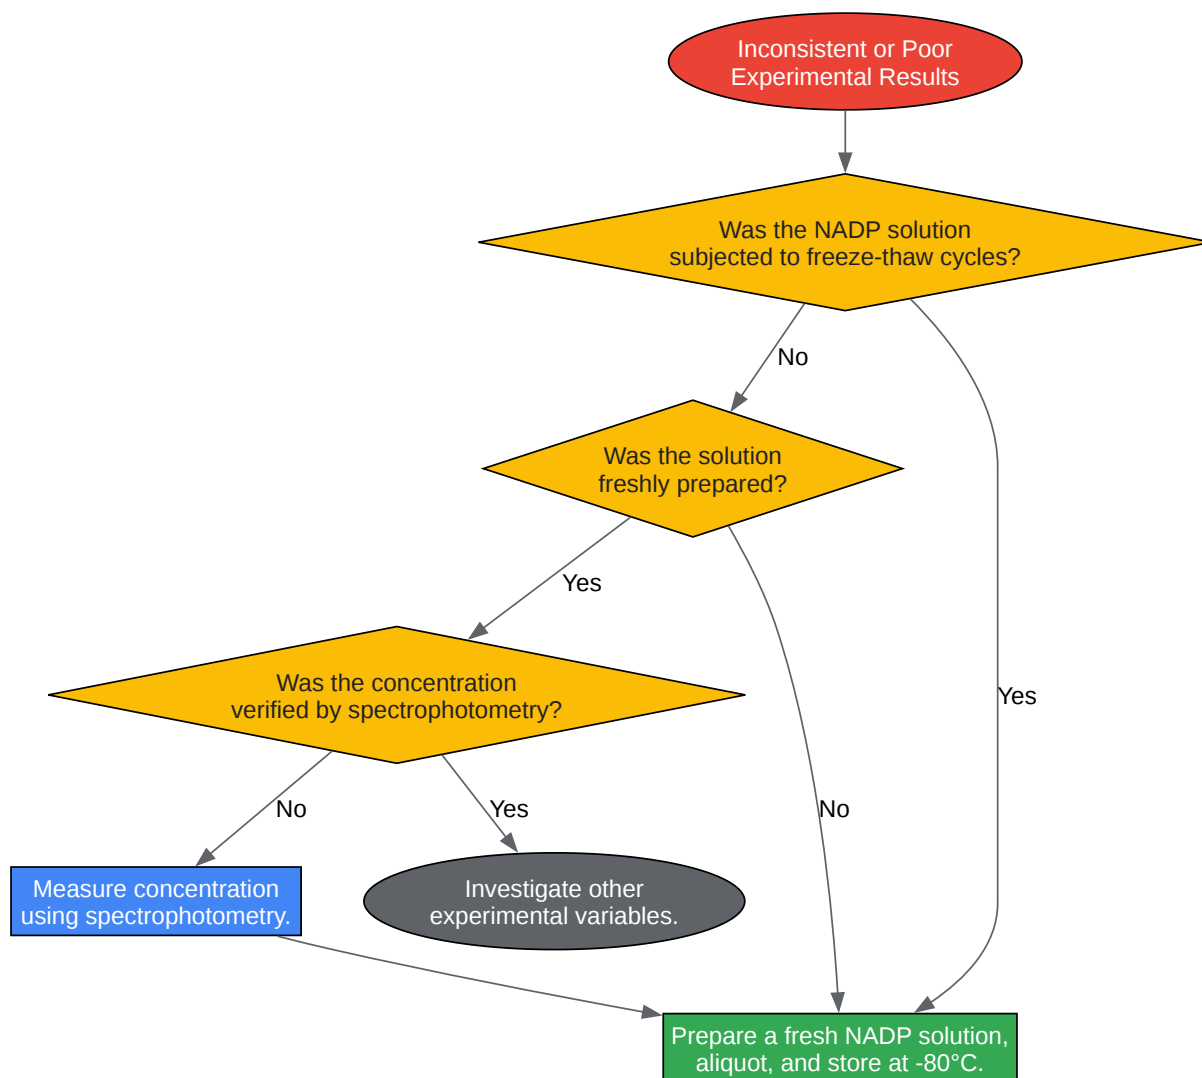 Inconsistent or Poor
Experimental Results
Was the NADP solution
subjected to freeze-thaw cycles?
No
Was the solution
freshly prepared?
Yes
Was the concentration
verified by spectrophotometry?
Yes
No
Yes
No
Measure concentration
using spectrophotometry.
Investigate other
experimental variables.
Prepare a fresh NADP solution,
aliquot, and store at -80°C.